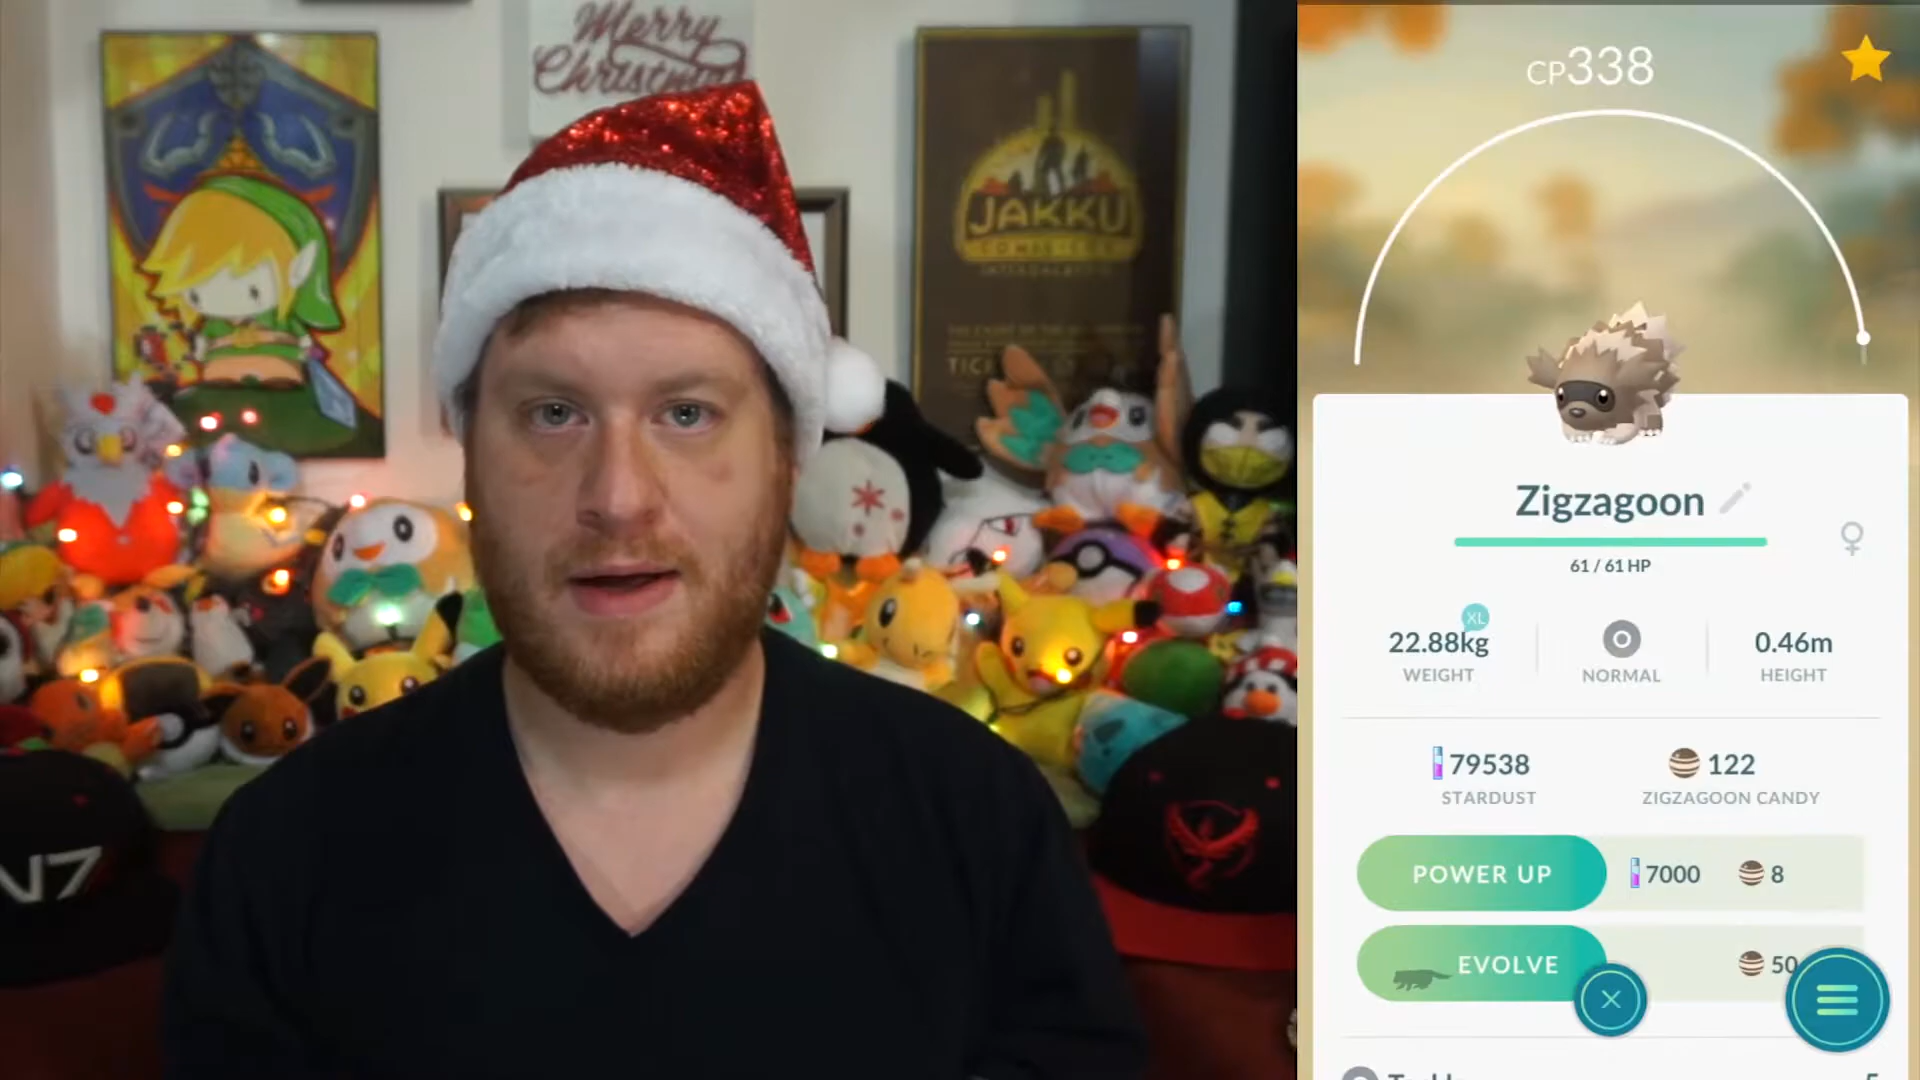 Merry
Christmas
JAKKU
N7
CP338
Zigzagoon
61 / 61 HP
XL
22.88kg
WEIGHT
NORMAL
0.46m
HEIGHT
79538
STARDUST
122
ZIGZAGOON CANDY
POWER UP
7000
8
EVOLVE
50